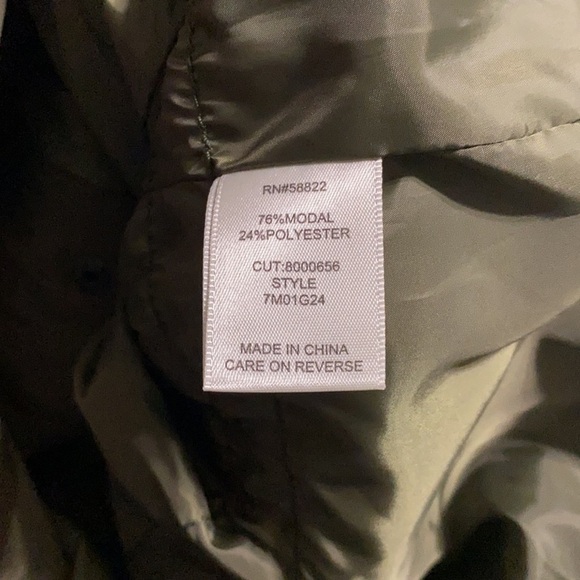 RN#58822
76%MODAL
24%POLYESTER
CUT:8000656
STYLE
7M01G24
MADE IN CHINA
CARE ON REVERSE